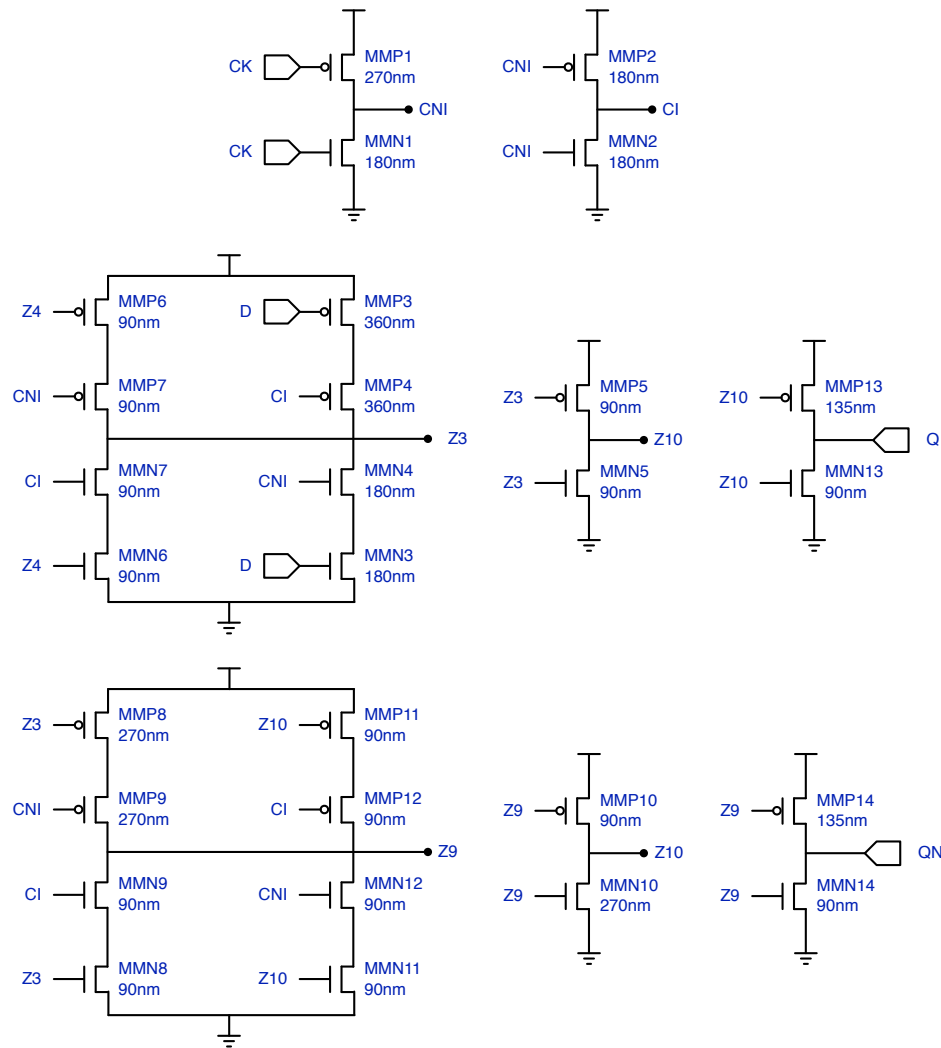 CK
MMP1
270nm
CNI
CK
MMN1
180nm
CNI
MMP2
180nm
CI
CNI
MMN2
180nm
Z4
MMP6
90nm
D
MMP3
360nm
CNI
MMP7
90nm
CI
MMP4
360nm
Z3
CI
MMN7
90nm
CNI
MMN4
180nm
Z4
MMN6
90nm
D
MMN3
180nm
Z3
MMP5
90nm
Z10
Z3
MMN5
90nm
Z10
MMP13
135nm
Q
Z10
MMN13
90nm
Z3
MMP8
270nm
Z10
MMP11
90nm
CNI
MMP9
270nm
CI
MMP12
90nm
Z9
CI
MMN9
90nm
CNI
MMN12
90nm
Z3
MMN8
90nm
Z10
MMN11
90nm
Z9
MMP10
90nm
Z10
Z9
MMN10
270nm
Z9
MMP14
135nm
QN
Z9
MMN14
90nm